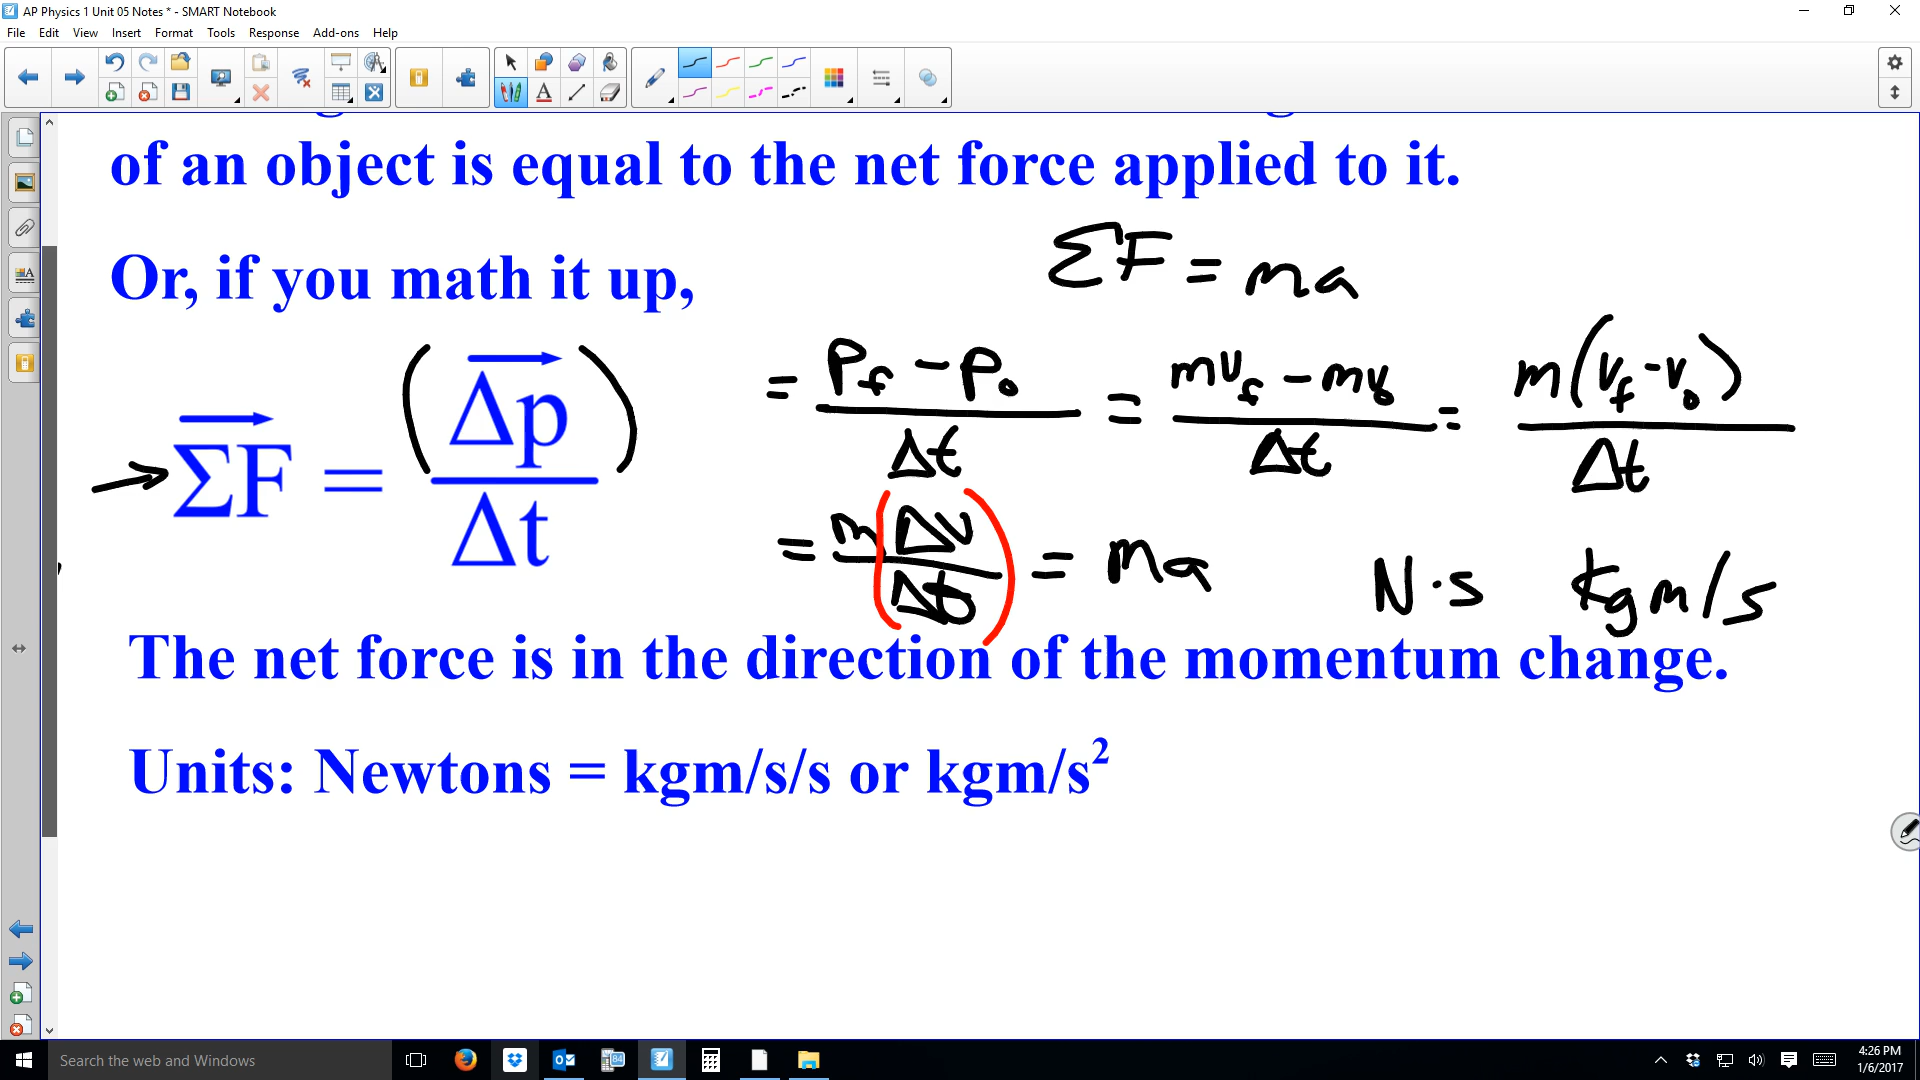 AP Physics 1 Unit 05 Notes * - SMART Notebook
File Edit View Insert Format Tools Response Add-ons Help
of an object is equal to the net force applied to it.
ΣF = ma
Or, if you math it up,
ΣF = Δp/Δt
= (pf - p0)/Δt = (mvf - mv0)/Δt = m(vf - v0)/Δt
= m(Δv/Δt) = ma
N·s kgm/s
The net force is in the direction of the momentum change.
Units: Newtons = kgm/s/s or kgm/s²
Search the web and Windows
4:26 PM
1/6/2017